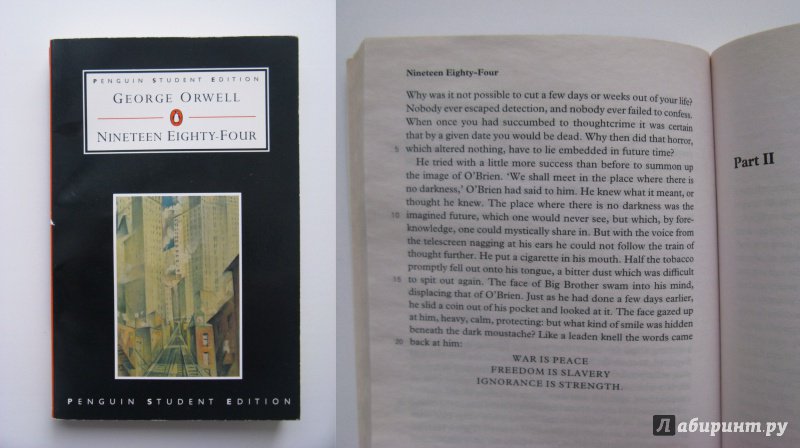 PENGUIN STUDENT EDITION
GEORGE ORWELL
NINETEEN EIGHTY-FOUR
PENGUIN STUDENT EDITION
Nineteen Eighty-Four
Why was it not possible to cut a few days or weeks out of your life?
Nobody ever escaped detection, and nobody ever failed to confess.
When once you had succumbed to thoughtcrime it was certain
that by a given date you would be dead. Why then did that horror,
5 which altered nothing, have to lie embedded in future time?
He tried with a little more success than before to summon up
the image of O'Brien. 'We shall meet in the place where there is
no darkness,' O'Brien had said to him. He knew what it meant, or
thought he knew. The place where there is no darkness was the
10 imagined future, which one would never see, but which, by fore-
knowledge, one could mystically share in. But with the voice from
the telescreen nagging at his ears he could not follow the train of
thought further. He put a cigarette in his mouth. Half the tobacco
promptly fell out onto his tongue, a bitter dust which was difficult
15 to spit out again. The face of Big Brother swam into his mind,
displacing that of O'Brien. Just as he had done a few days earlier,
he slid a coin out of his pocket and looked at it. The face gazed up
at him, heavy, calm, protecting: but what kind of smile was hidden
beneath the dark moustache? Like a leaden knell the words came
20 back at him:
WAR IS PEACE
FREEDOM IS SLAVERY
IGNORANCE IS STRENGTH.
Part II
Лабиринт.ру